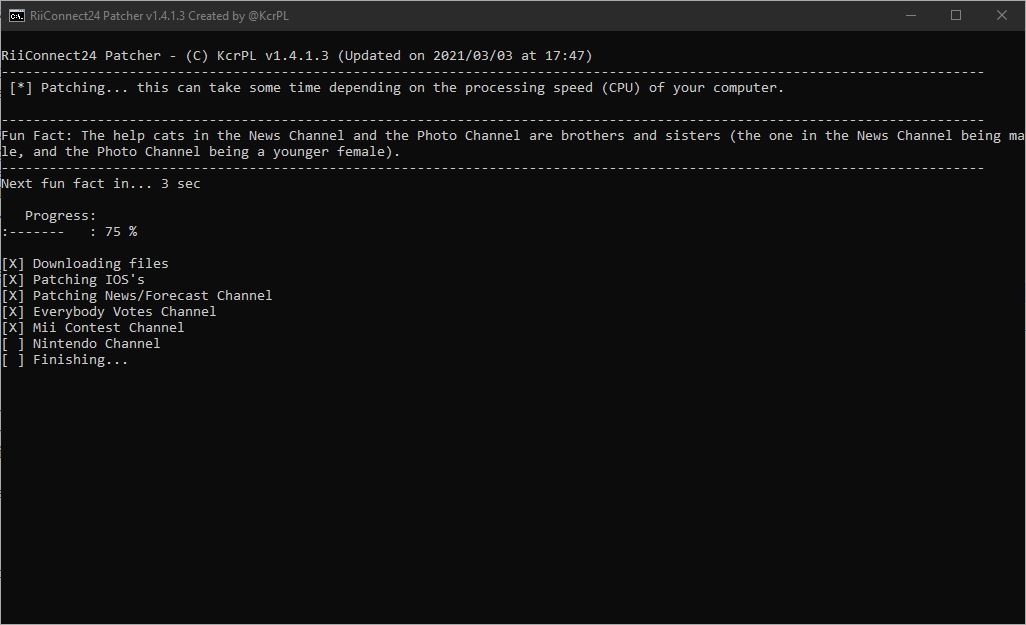 RiiConnect24 Patcher v1.4.1.3 Created by @KcrPL
RiiConnect24 Patcher - (C) KcrPL v1.4.1.3 (Updated on 2021/03/03 at 17:47)
---------------------------------------------------------------------------------------------------------------------------
 [*] Patching... this can take some time depending on the processing speed (CPU) of your computer.
---------------------------------------------------------------------------------------------------------------------------
Fun Fact: The help cats in the News Channel and the Photo Channel are brothers and sisters (the one in the News Channel being ma
le, and the Photo Channel being a younger female).
---------------------------------------------------------------------------------------------------------------------------
Next fun fact in... 3 sec
   Progress:
:-------   : 75 %
[X] Downloading files
[X] Patching IOS's
[X] Patching News/Forecast Channel
[X] Everybody Votes Channel
[X] Mii Contest Channel
[ ] Nintendo Channel
[ ] Finishing...